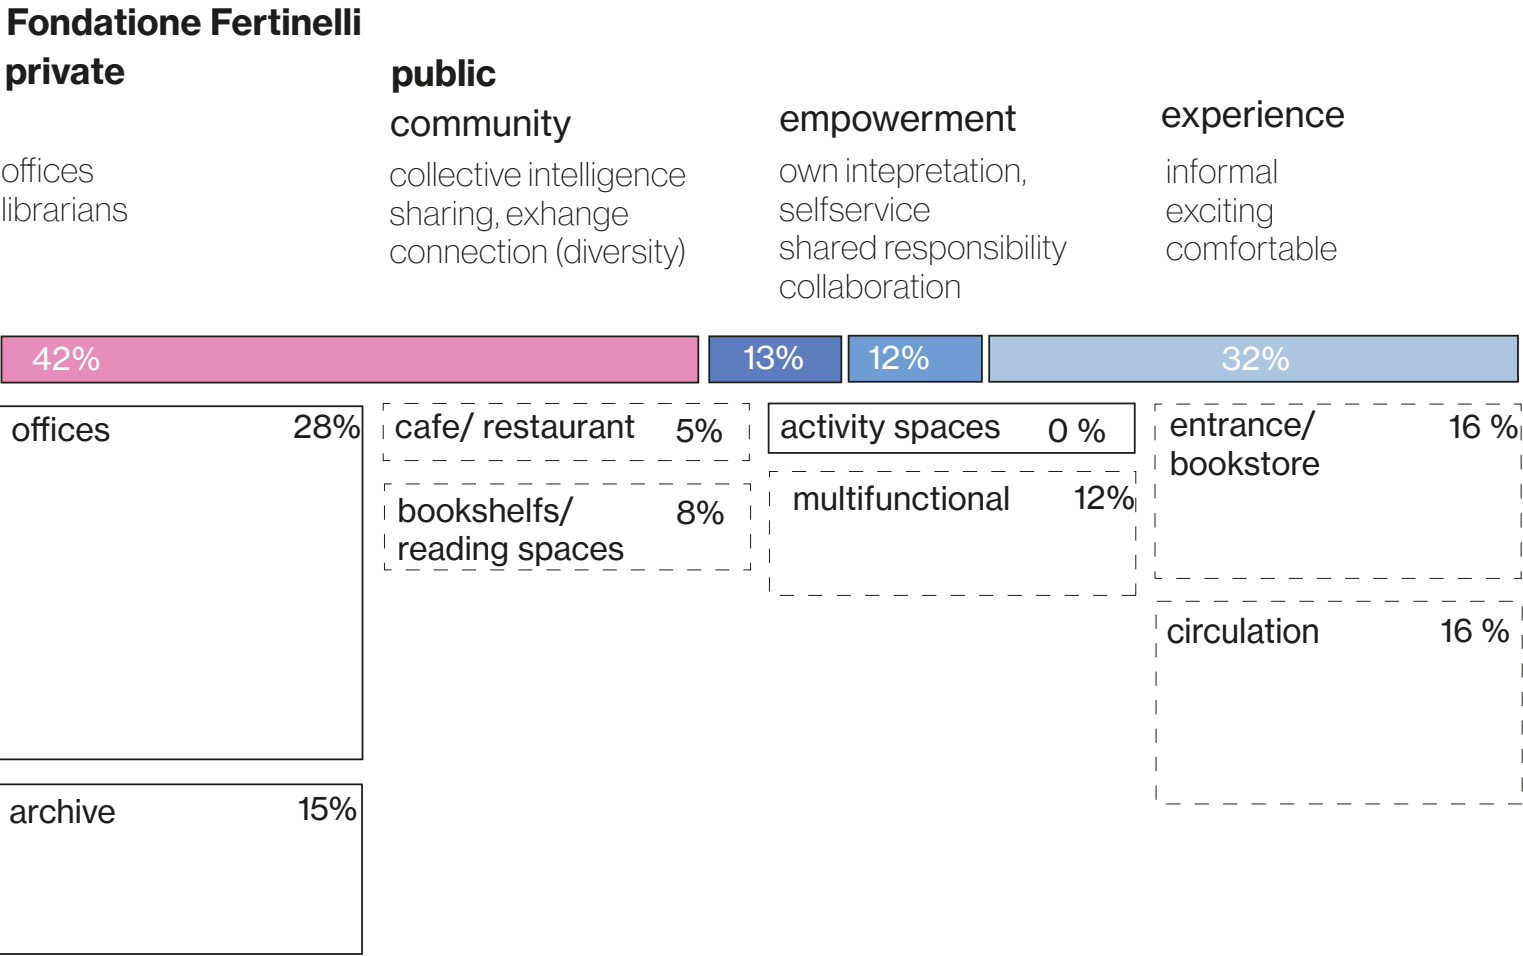 Fondatione Fertinelli
private
offices
librarians
public
community
collective intelligence
sharing, exhange
connection (diversity)
empowerment
own intepretation,
selfservice
shared responsibility
collaboration
experience
informal
exciting
comfortable
42%
13%
12%
32%
offices 28%
archive 15%
cafe/ restaurant 5%
bookshelfs/ 8%
reading spaces
activity spaces 0 %
multifunctional 12%
entrance/ 16 %
bookstore
circulation 16 %